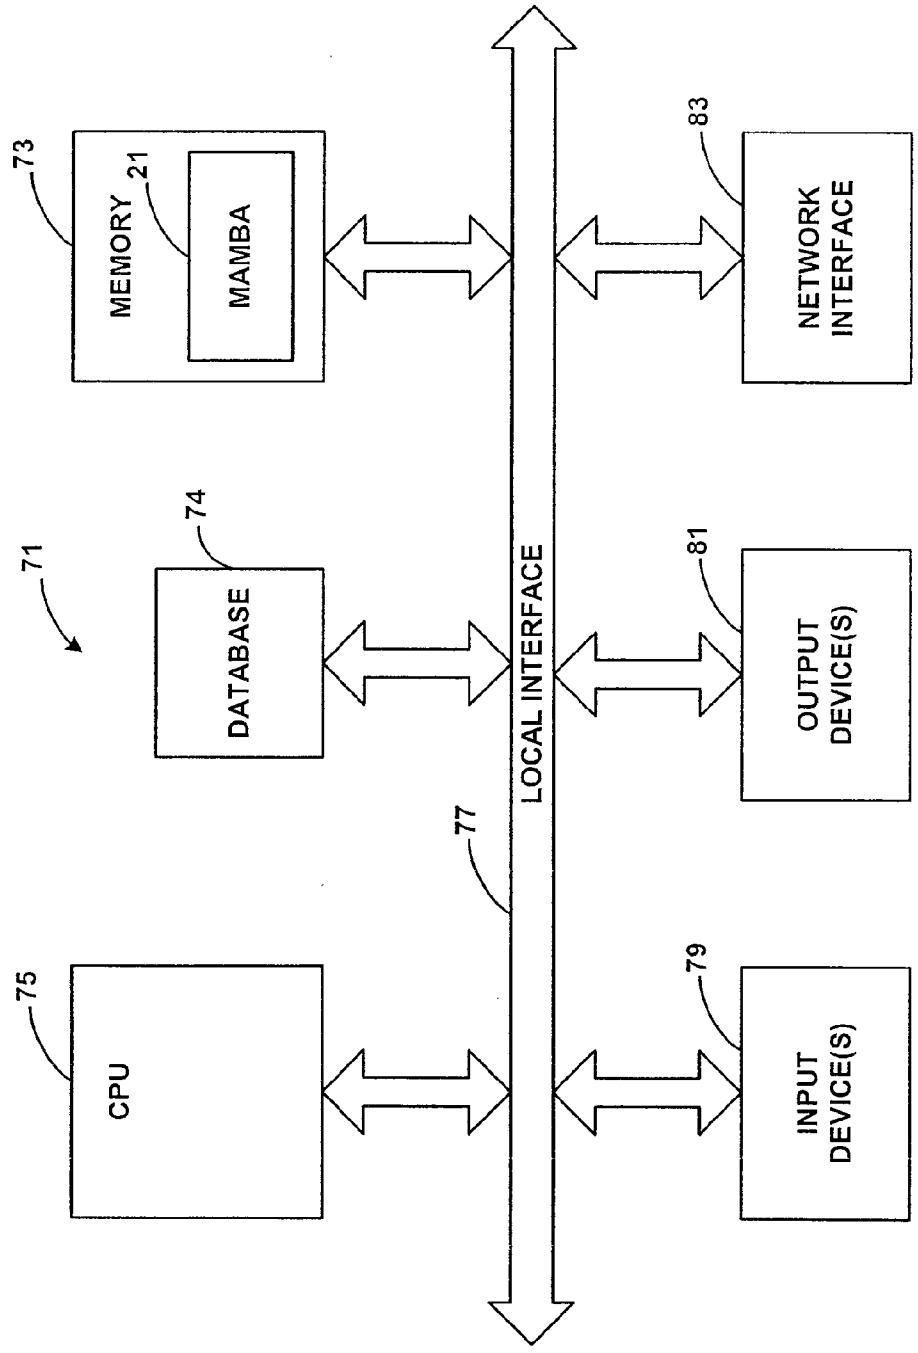 71
75
CPU
74
DATABASE
73
MEMORY
21
MAMBA
77
LOCAL INTERFACE
79
INPUT
DEVICE(S)
81
OUTPUT
DEVICE(S)
83
NETWORK
INTERFACE